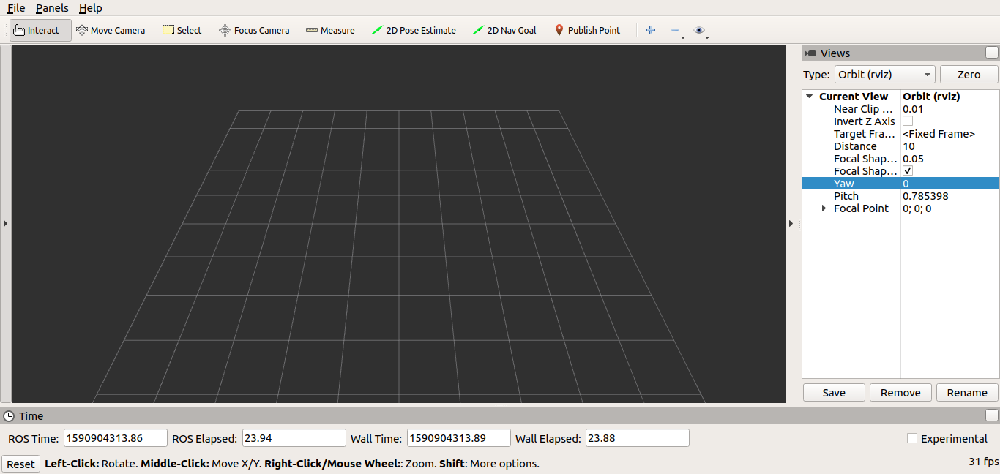 File Panels Help
Interact Move Camera Select Focus Camera Measure 2D Pose Estimate 2D Nav Goal Publish Point
Views
Type: Orbit (rviz) Zero
Current View Orbit (rviz)
Near Clip ... 0.01
Invert Z Axis
Target Fra... <Fixed Frame>
Distance 10
Focal Shap... 0.05
Focal Shap...
Yaw 0
Pitch 0.785398
Focal Point 0; 0; 0
Save Remove Rename
Time
ROS Time: 1590904313.86 ROS Elapsed: 23.94 Wall Time: 1590904313.89 Wall Elapsed: 23.88 Experimental
Reset Left-Click: Rotate. Middle-Click: Move X/Y. Right-Click/Mouse Wheel:: Zoom. Shift: More options. 31 fps